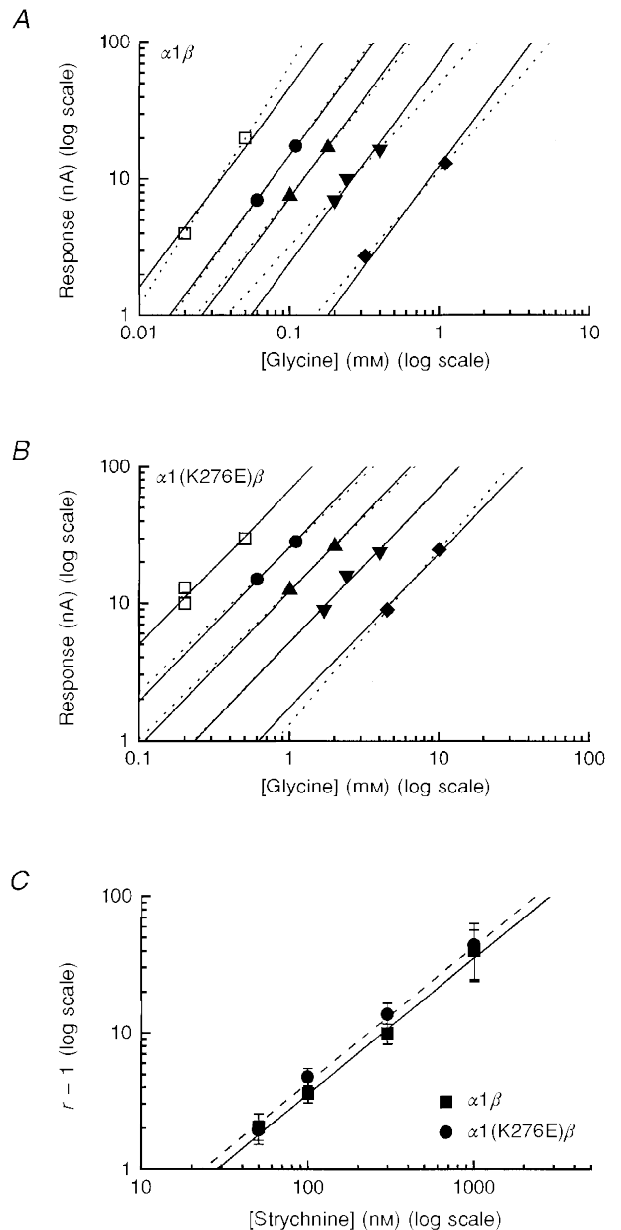 A
α1β
100
10
1
Response (nA) (log scale)
0.01
0.1
1
10
[Glycine] (mM) (log scale)
B
α1(K276E)β
100
10
1
Response (nA) (log scale)
0.1
1
10
100
[Glycine] (mM) (log scale)
C
100
10
1
r – 1 (log scale)
α1β
α1(K276E)β
10
100
1000
[Strychnine] (nM) (log scale)